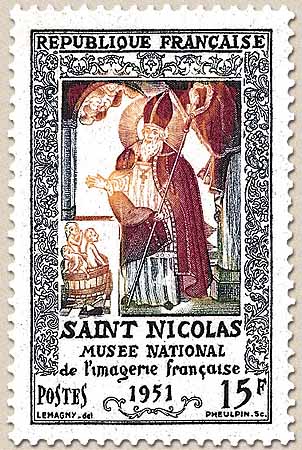 REPUBLIQUE FRANÇAISE
SAINT NICOLAS
MUSEE NATIONAL
de l'imagerie française
POSTES 1951 15F
LEMAGNY.del PHEULPIN.Sc.